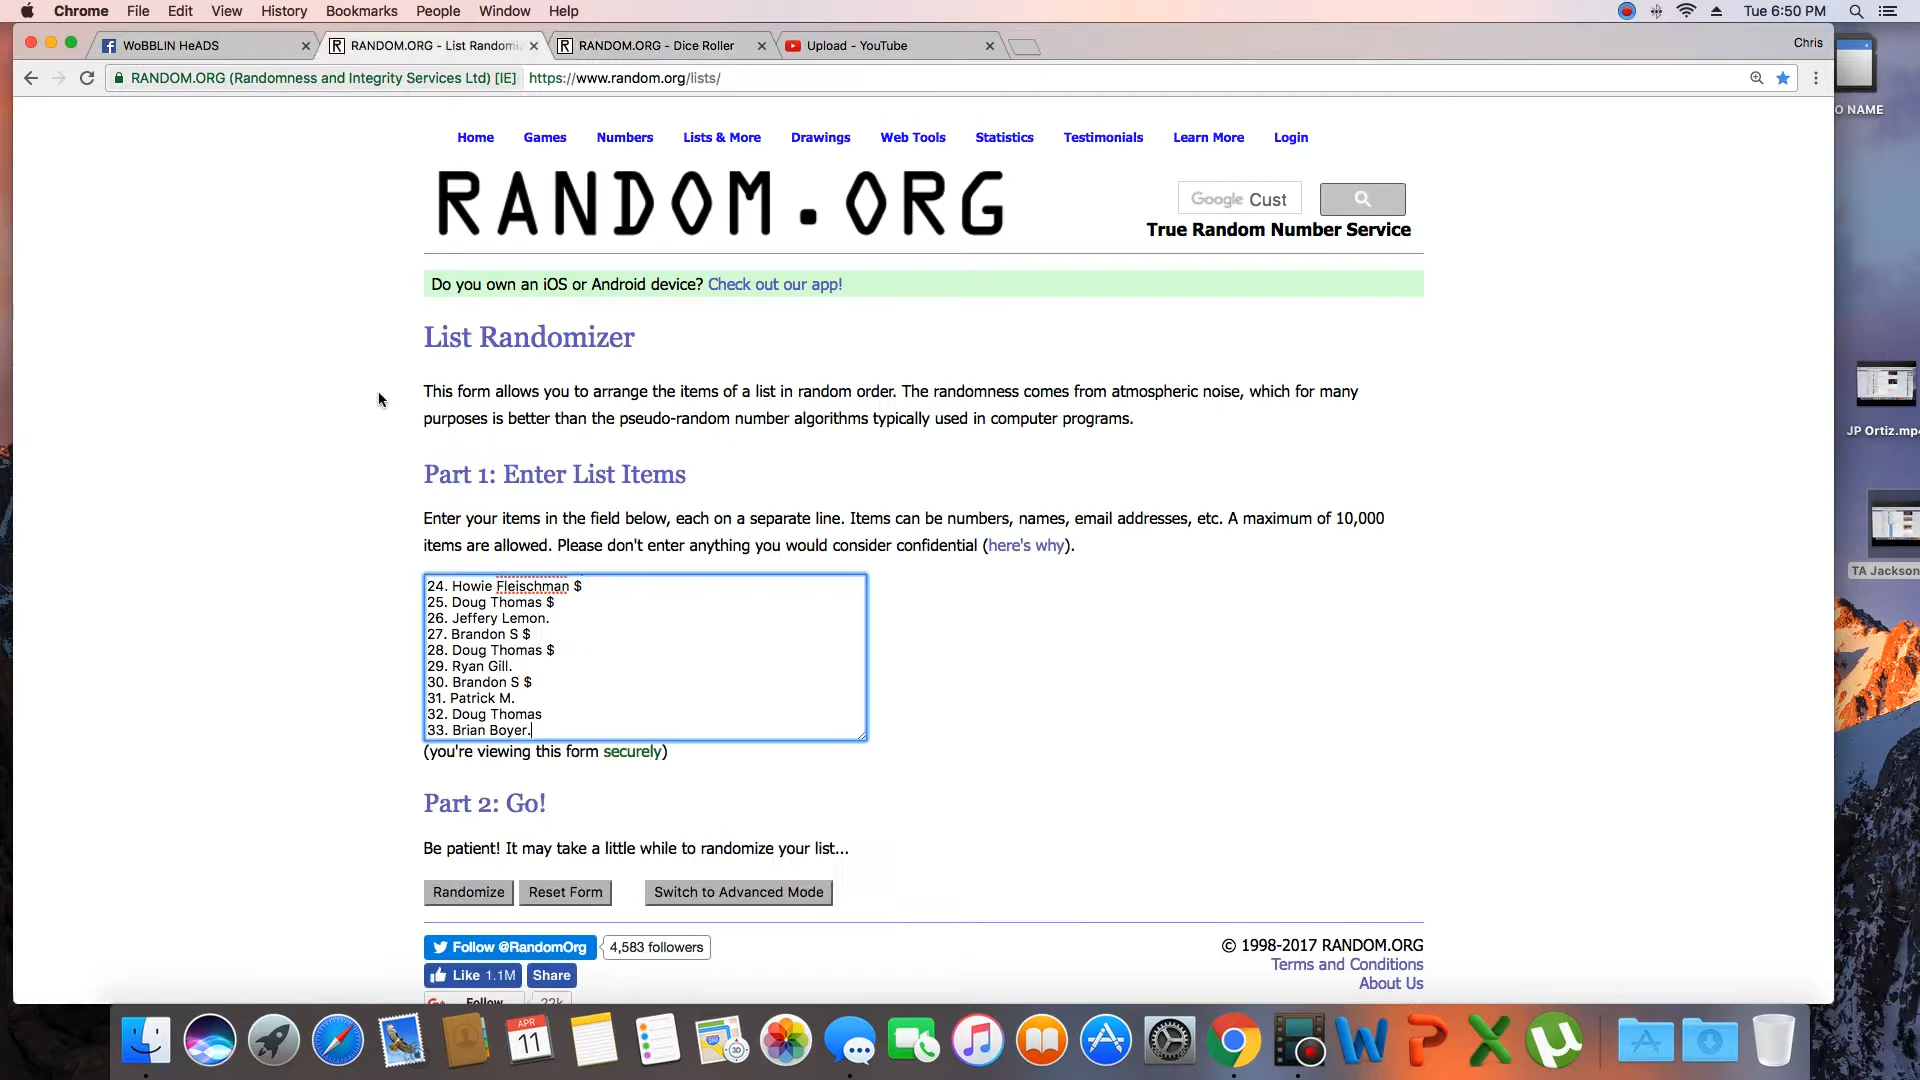 Chrome File Edit View History Bookmarks People Window Help Tue 6:50 PM
WoBBLIN HeADS RANDOM.ORG - List Randomiz RANDOM.ORG - Dice Roller Upload - YouTube Chris
RANDOM.ORG (Randomness and Integrity Services Ltd) [IE] https://www.random.org/lists/
O NAME
Home Games Numbers Lists & More Drawings Web Tools Statistics Testimonials Learn More Login
RANDOM.ORG
Google Cust
True Random Number Service
Do you own an iOS or Android device? Check out our app!
List Randomizer
This form allows you to arrange the items of a list in random order. The randomness comes from atmospheric noise, which for many
purposes is better than the pseudo-random number algorithms typically used in computer programs.
JP Ortiz.mp4
Part 1: Enter List Items
Enter your items in the field below, each on a separate line. Items can be numbers, names, email addresses, etc. A maximum of 10,000
items are allowed. Please don't enter anything you would consider confidential (here's why).
TA Jackson
24. Howie Fleischman $
25. Doug Thomas $
26. Jeffery Lemon.
27. Brandon S $
28. Doug Thomas $
29. Ryan Gill.
30. Brandon S $
31. Patrick M.
32. Doug Thomas
33. Brian Boyer.
(you're viewing this form securely)
Part 2: Go!
Be patient! It may take a little while to randomize your list...
Randomize Reset Form Switch to Advanced Mode
Follow @RandomOrg 4,583 followers
Like 1.1M Share
Follow 22k
© 1998-2017 RANDOM.ORG
Terms and Conditions
About Us
APR
11